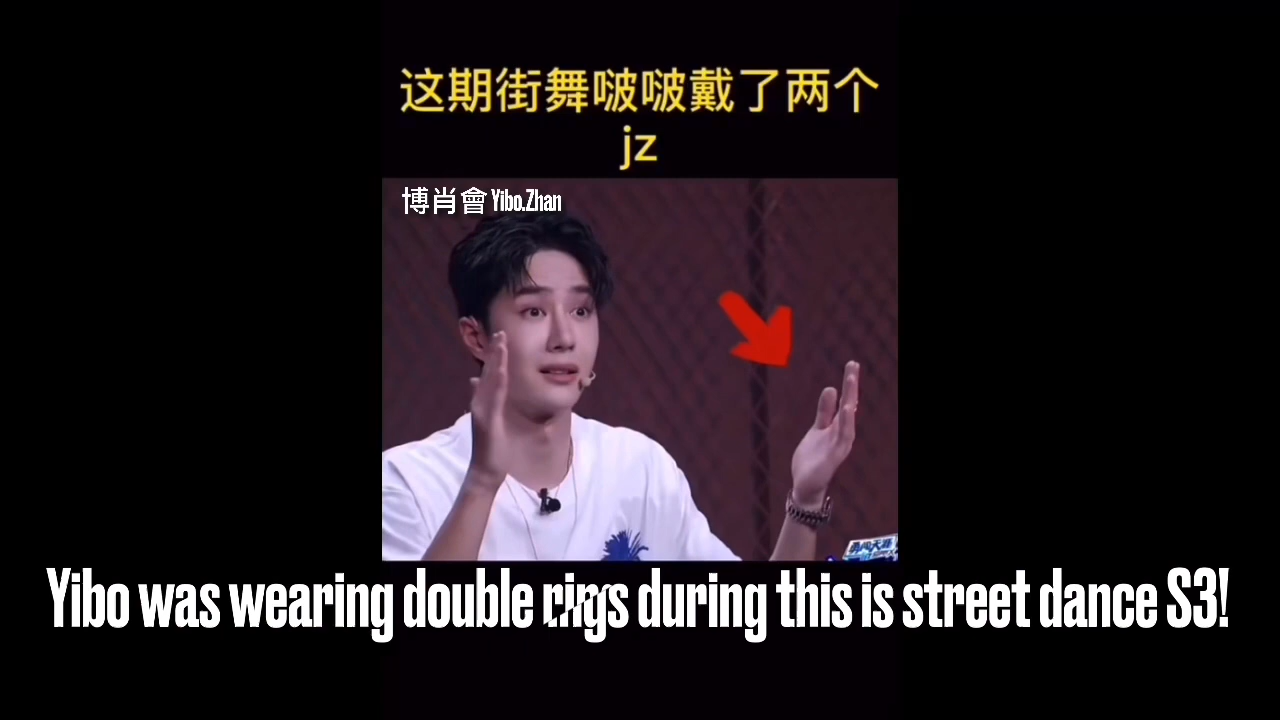 这期街舞啵啵戴了两个
jz
博肖會 Yibo.Zhan
Yibo was wearing double rings during this is street dance S3!